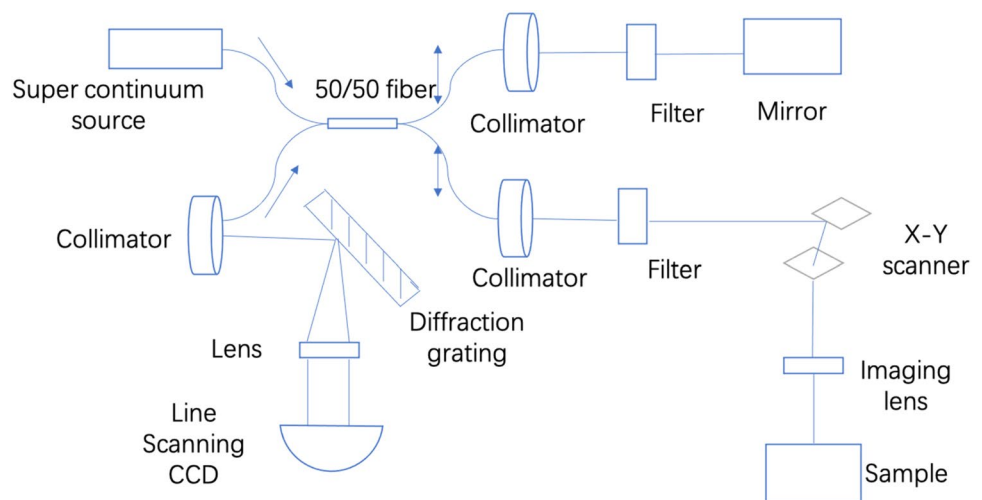 Super continuum
source
50/50 fiber
Collimator
Filter
Mirror
Collimator
Collimator
Filter
X-Y
scanner
Diffraction
grating
Lens
Imaging
lens
Line
Scanning
CCD
Sample